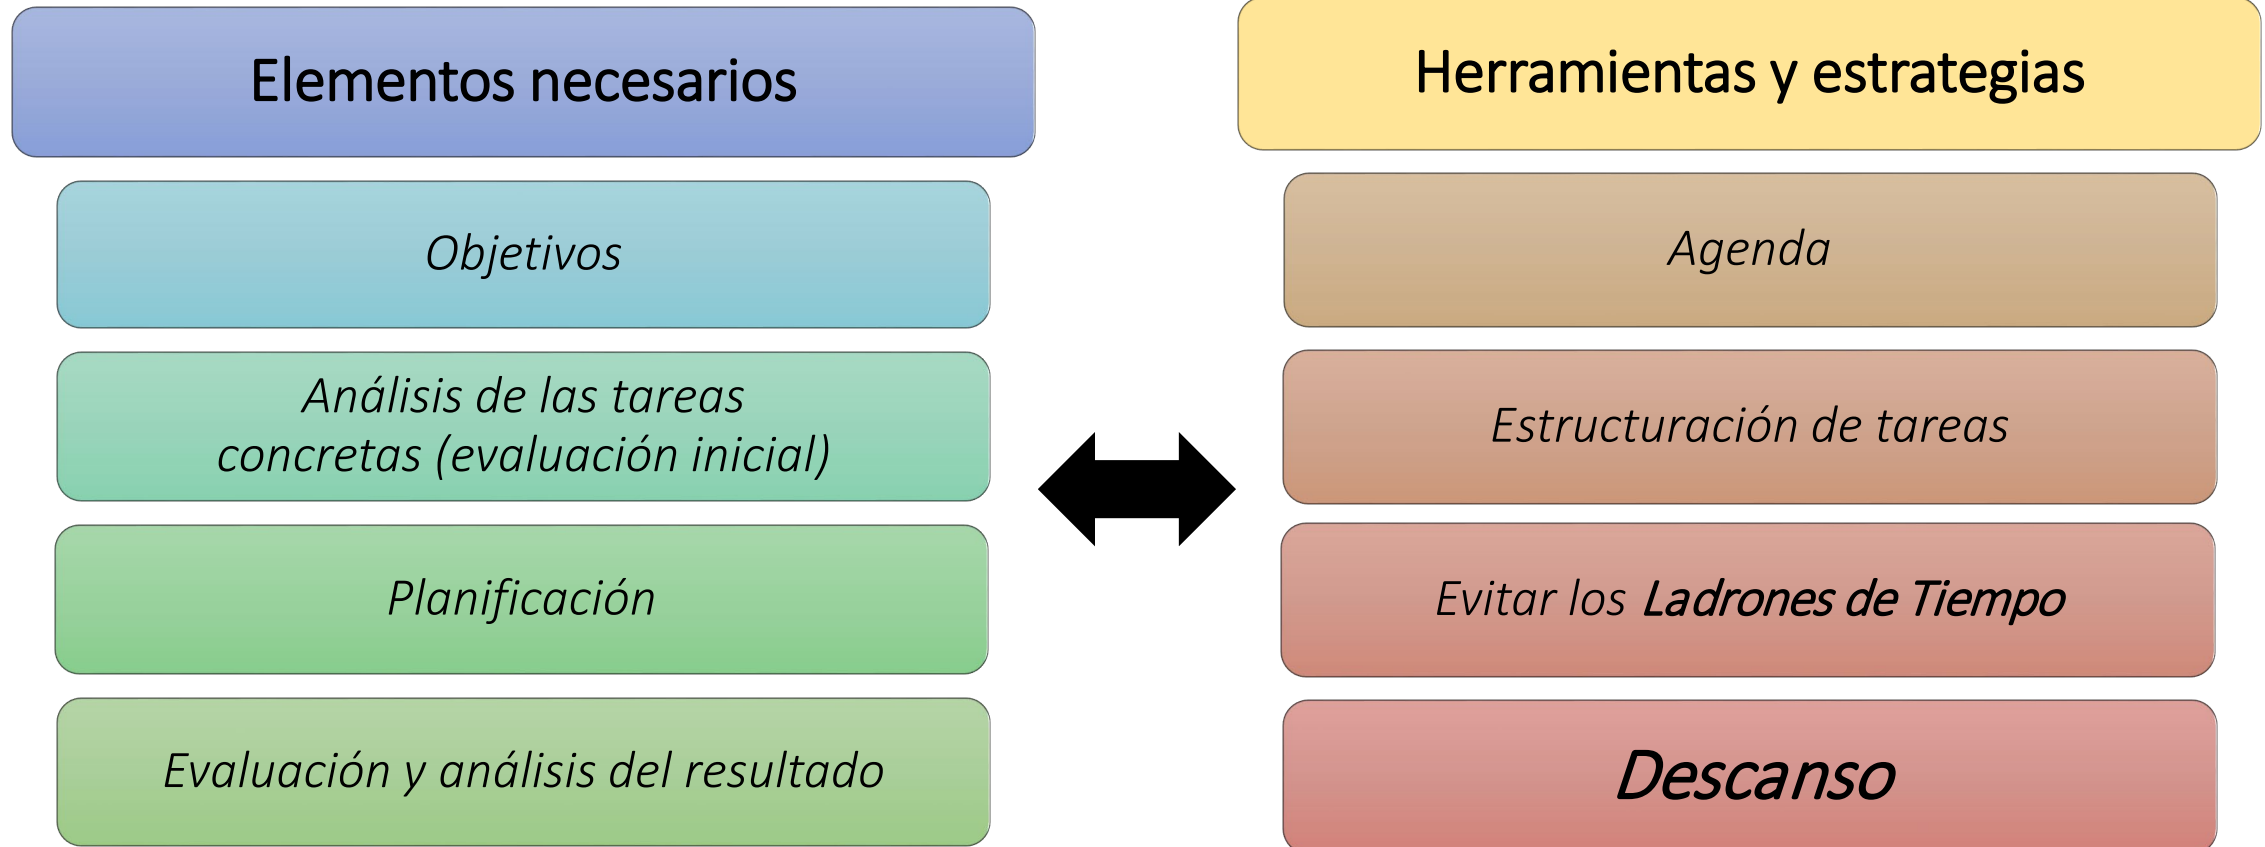 Elementos necesarios
Objetivos
Análisis de las tareas
concretas (evaluación inicial)
Planificación
Evaluación y análisis del resultado
Herramientas y estrategias
Agenda
Estructuración de tareas
Evitar los Ladrones de Tiempo
Descanso